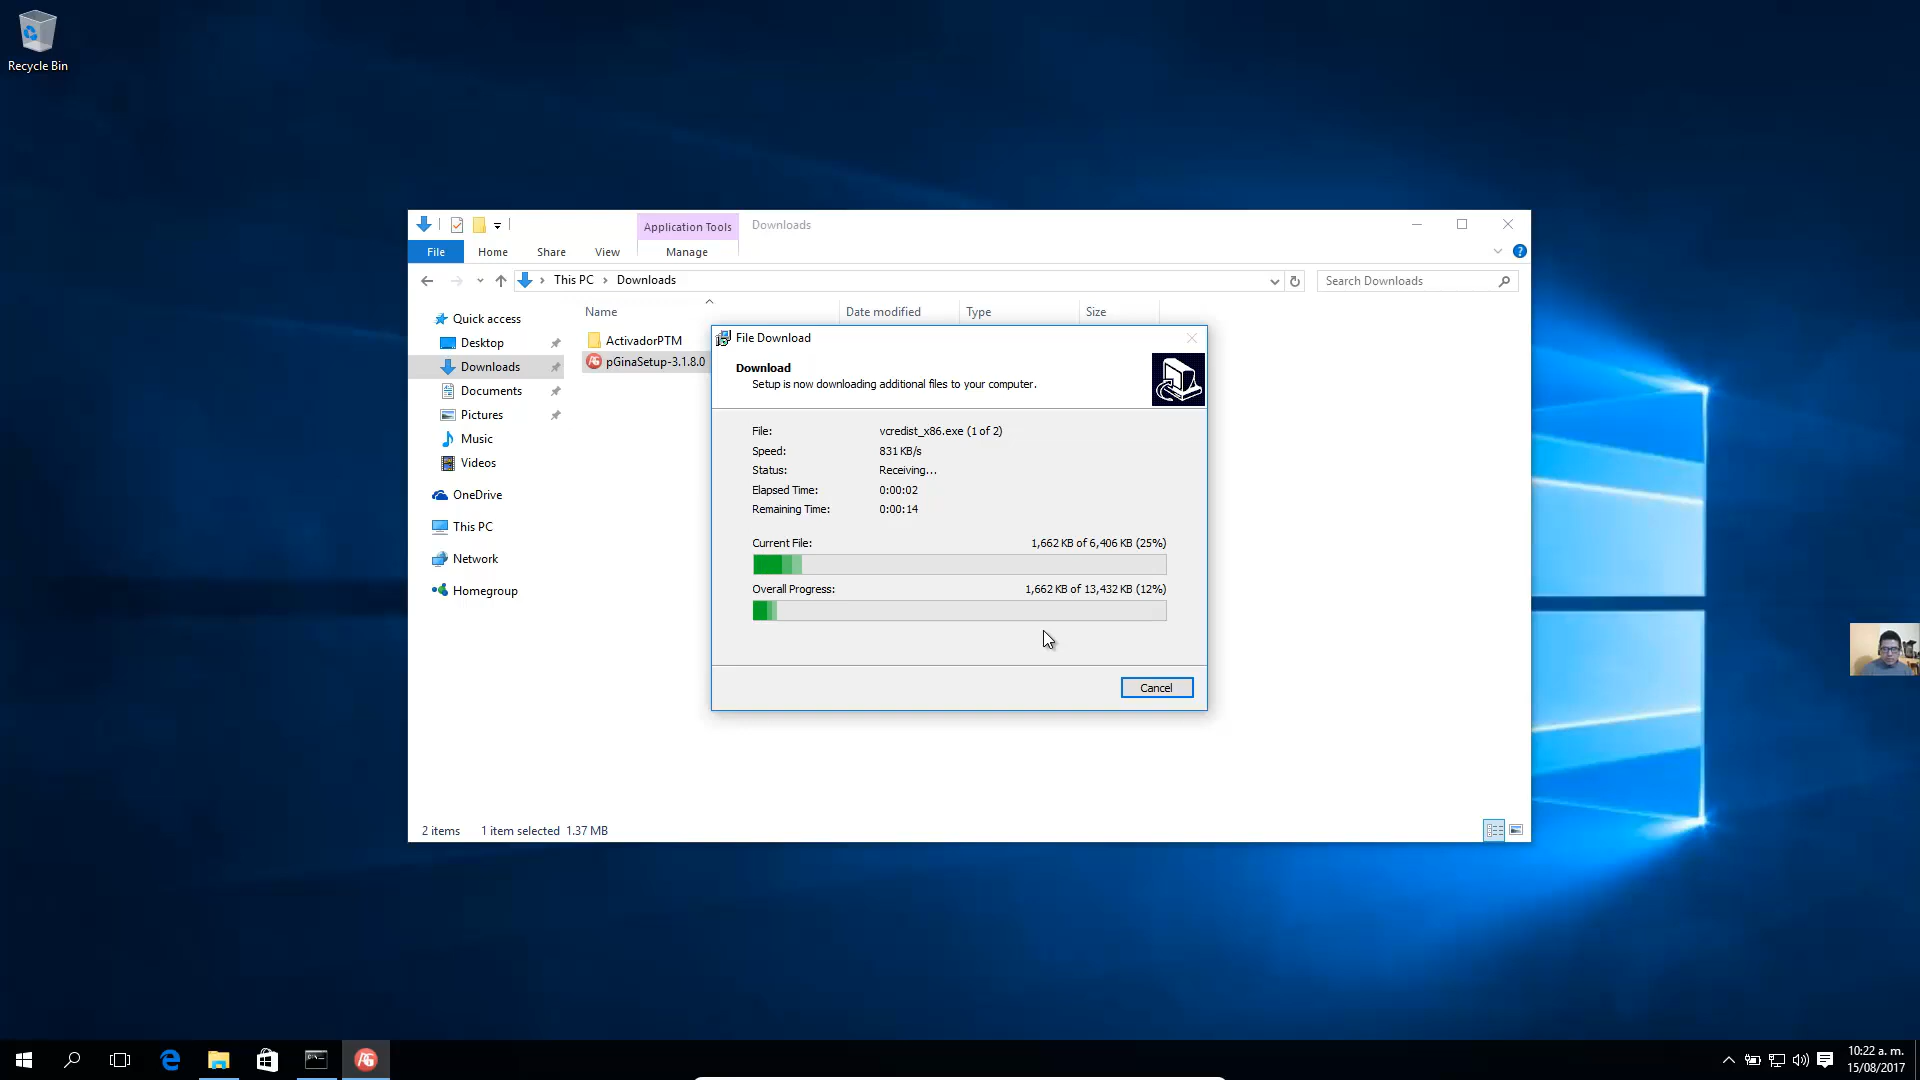 Recycle Bin
Application Tools
Downloads
File
Home
Share
View
Manage
This PC
Downloads
Search Downloads
Name
Date modified
Type
Size
Quick access
Desktop
Downloads
Documents
Pictures
Music
Videos
OneDrive
This PC
Network
Homegroup
ActivadorPTM
pGinaSetup-3.1.8.0
File Download
Download
Setup is now downloading additional files to your computer.
File: vcredist_x86.exe (1 of 2)
Speed: 831 KB/s
Status: Receiving...
Elapsed Time: 0:00:02
Remaining Time: 0:00:14
Current File: 1,662 KB of 6,406 KB (25%)
Overall Progress: 1,662 KB of 13,432 KB (12%)
Cancel
2 items 1 item selected 1.37 MB
10:22 a. m.
15/08/2017